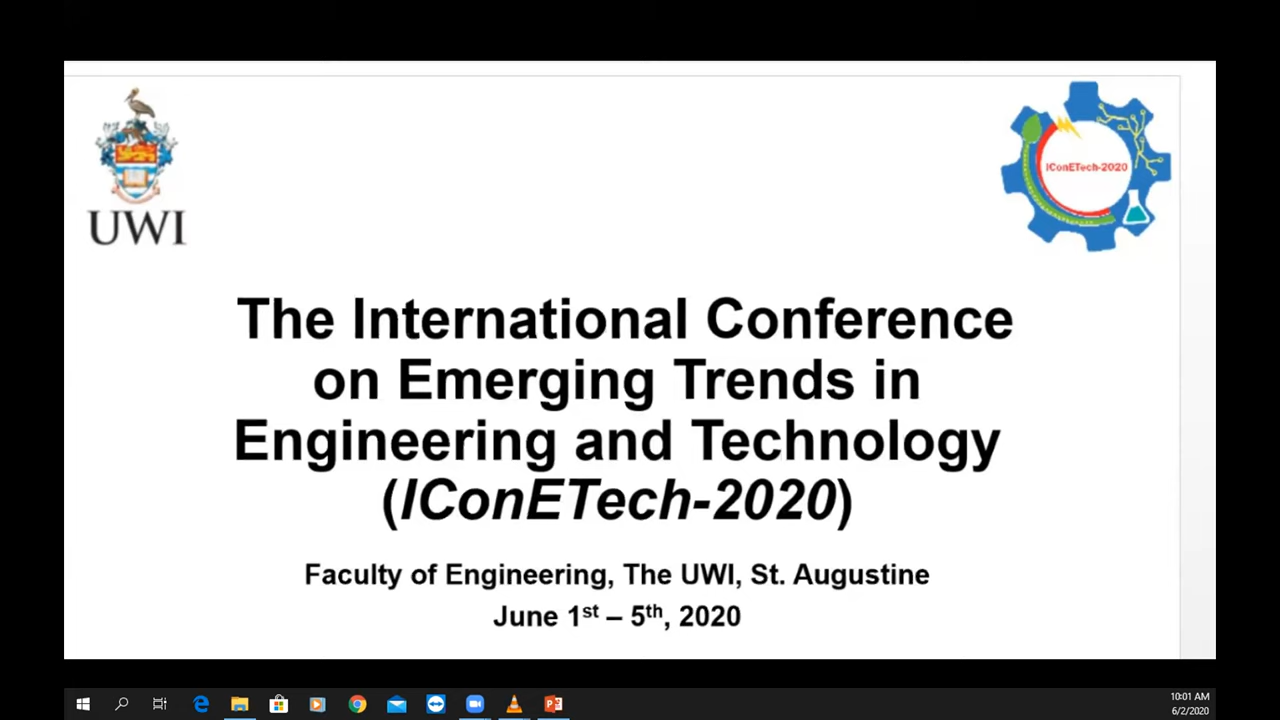 UWI
IConETech-2020
The International Conference
on Emerging Trends in
Engineering and Technology
(IConETech-2020)
Faculty of Engineering, The UWI, St. Augustine
June 1st – 5th, 2020
10:01 AM
6/2/2020